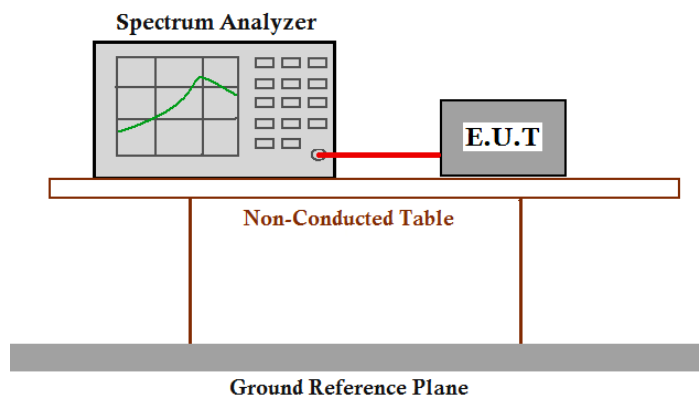 Spectrum Analyzer
E.U.T
Non-Conducted Table
Ground Reference Plane